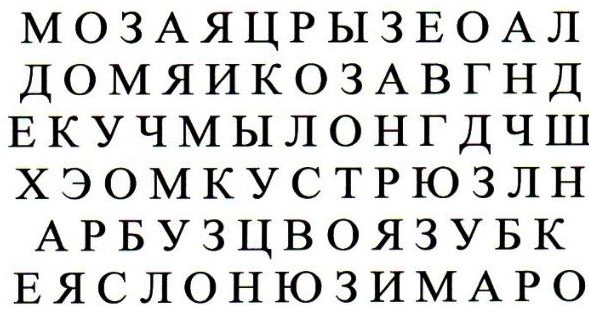 М О З А Я Ц Р Ы З Е О А Л
Д О М Я И К О З А В Г Н Д
Е К У Ч М Ы Л О Н Г Д Ч Ш
Х Э О М К У С Т Р Ю З Л Н
А Р Б У З Ц В О Я З У Б К
Е Я С Л О Н Ю З И М А Р О